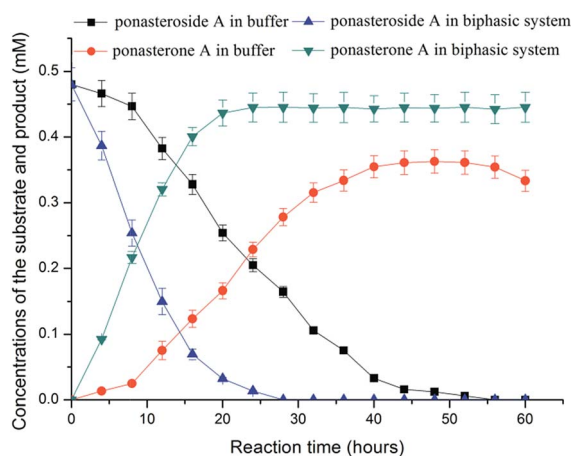 ponasteroside A in buffer ponasteroside A in biphasic system
ponasterone A in buffer ponasterone A in biphasic system
Concentrations of the substrate and product (mM)
0.5
0.4
0.3
0.2
0.1
0.0
0 10 20 30 40 50 60
Reaction time (hours)